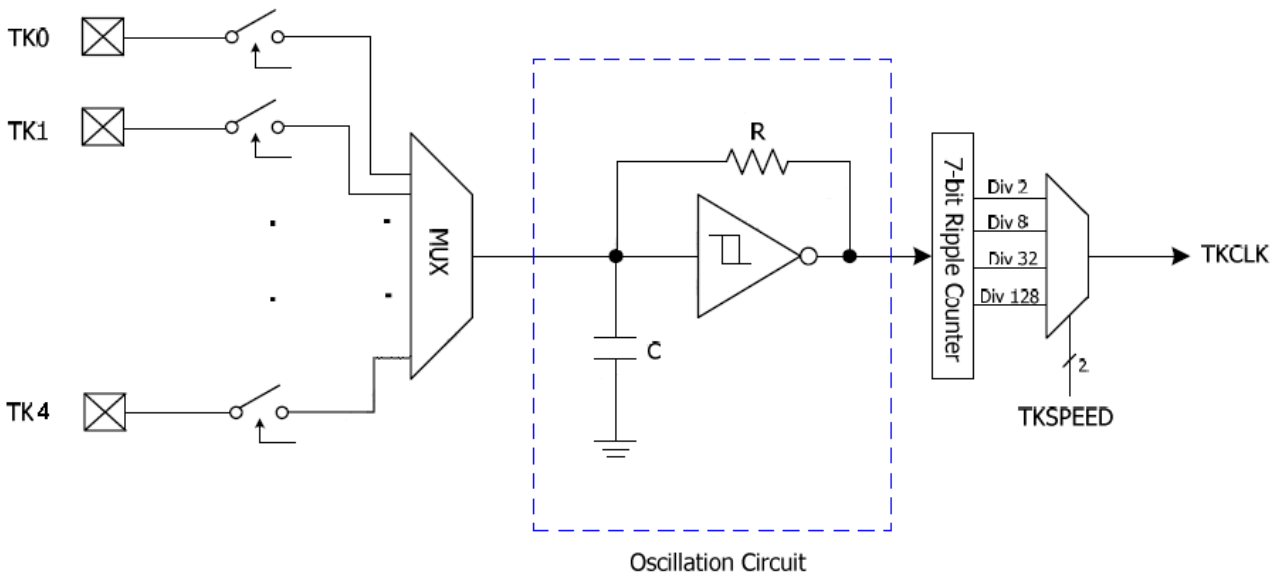 TK0
TK1
TK4
MUX
R
C
Oscillation Circuit
7-bit Ripple Counter
Div 2
Div 8
Div 32
Div 128
2
TKSPEED
TKCLK